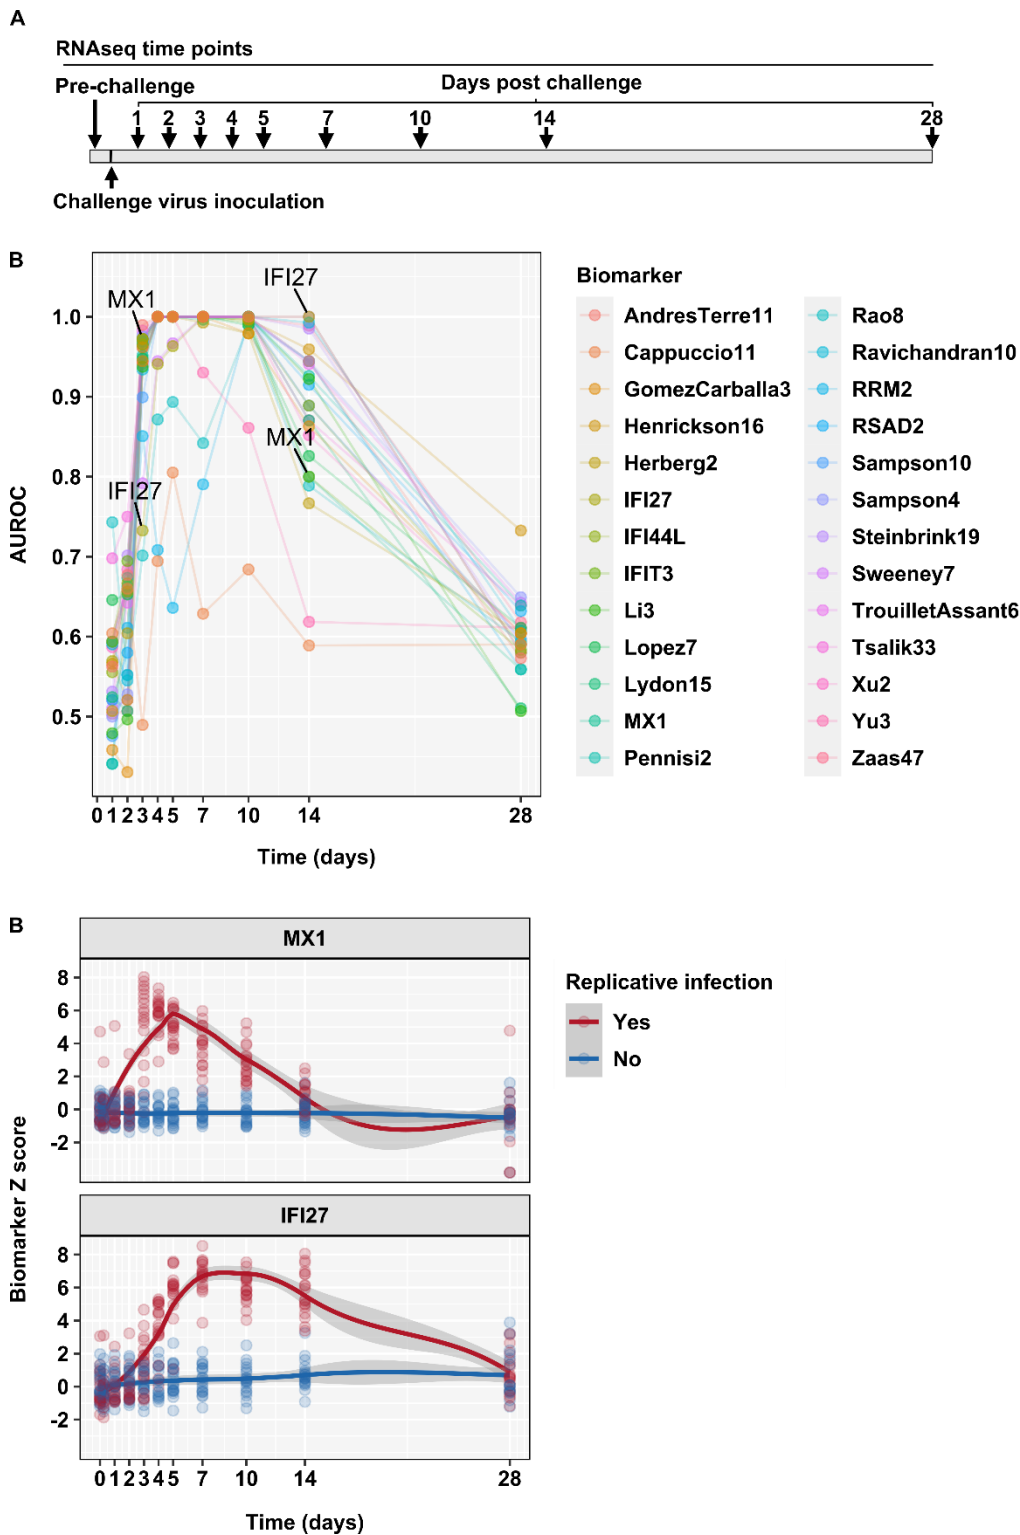 A
RNAseq time points
Pre-challenge
Days post challenge
1 2 3 4 5 7 10 14 28
Challenge virus inoculation
B
AUROC
1.0
0.9
0.8
0.7
0.6
0.5
MX1
IFI27
IFI27
MX1
0 1 2 3 4 5 7 10 14 28
Time (days)
Biomarker
AndresTerre11
Cappuccio11
GomezCarballa3
Henrickson16
Herberg2
IFI27
IFI44L
IFIT3
Li3
Lopez7
Lydon15
MX1
Pennisi2
Rao8
Ravichandran10
RRM2
RSAD2
Sampson10
Sampson4
Steinbrink19
Sweeney7
TrouilletAssant6
Tsalik33
Xu2
Yu3
Zaas47
B
Biomarker Z score
MX1
8
6
4
2
0
-2
IFI27
8
6
4
2
0
-2
0 1 2 3 4 5 7 10 14 28
Time (days)
Replicative infection
Yes
No